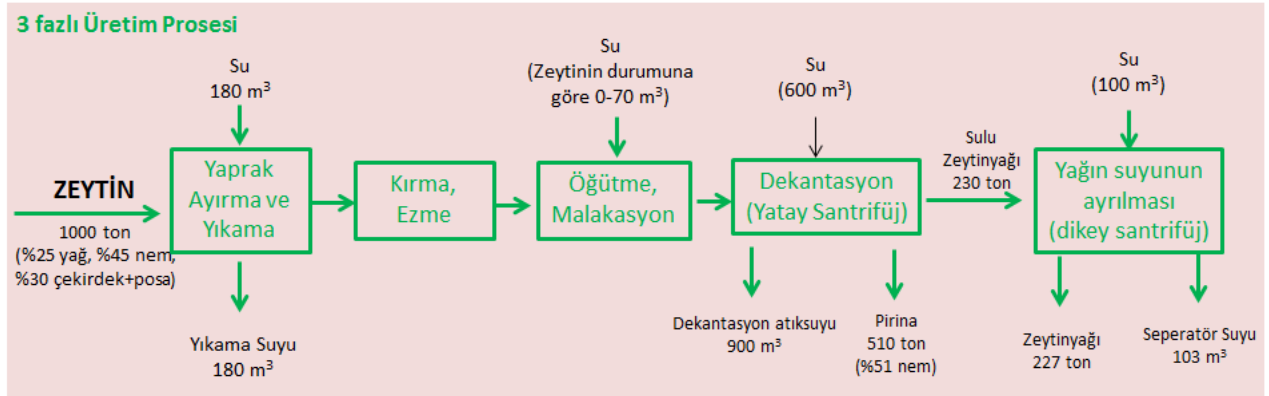 3 fazlı Üretim Prosesi
ZEYTİN
1000 ton
(%25 yağ, %45 nem,
%30 çekirdek+posa)
Su
180 m³
Yaprak
Ayırma ve
Yıkama
Yıkama Suyu
180 m³
Kırma,
Ezme
Su
(Zeytinin durumuna
göre 0-70 m³)
Öğütme,
Malakasyon
Su
(600 m³)
Dekantasyon
(Yatay Santrifüj)
Dekantasyon atıksuyu
900 m³
Pirina
510 ton
(%51 nem)
Sulu
Zeytinyağı
230 ton
Su
(100 m³)
Yağın suyunun
ayrılması
(dikey santrifüj)
Zeytinyağı
227 ton
Seperatör Suyu
103 m³